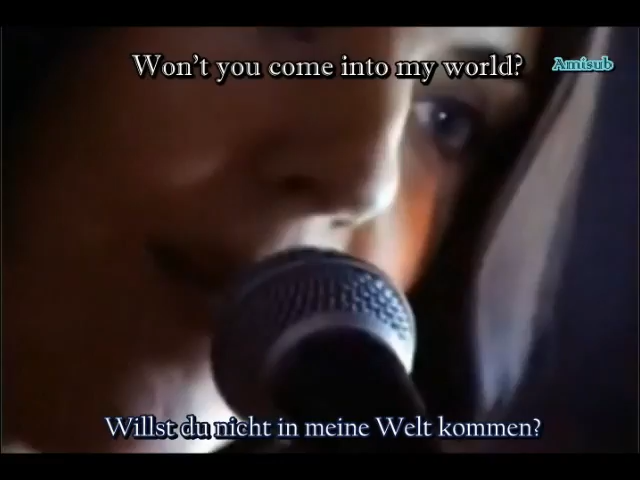 Won't you come into my world?
Amisub
Willst du nicht in meine Welt kommen?